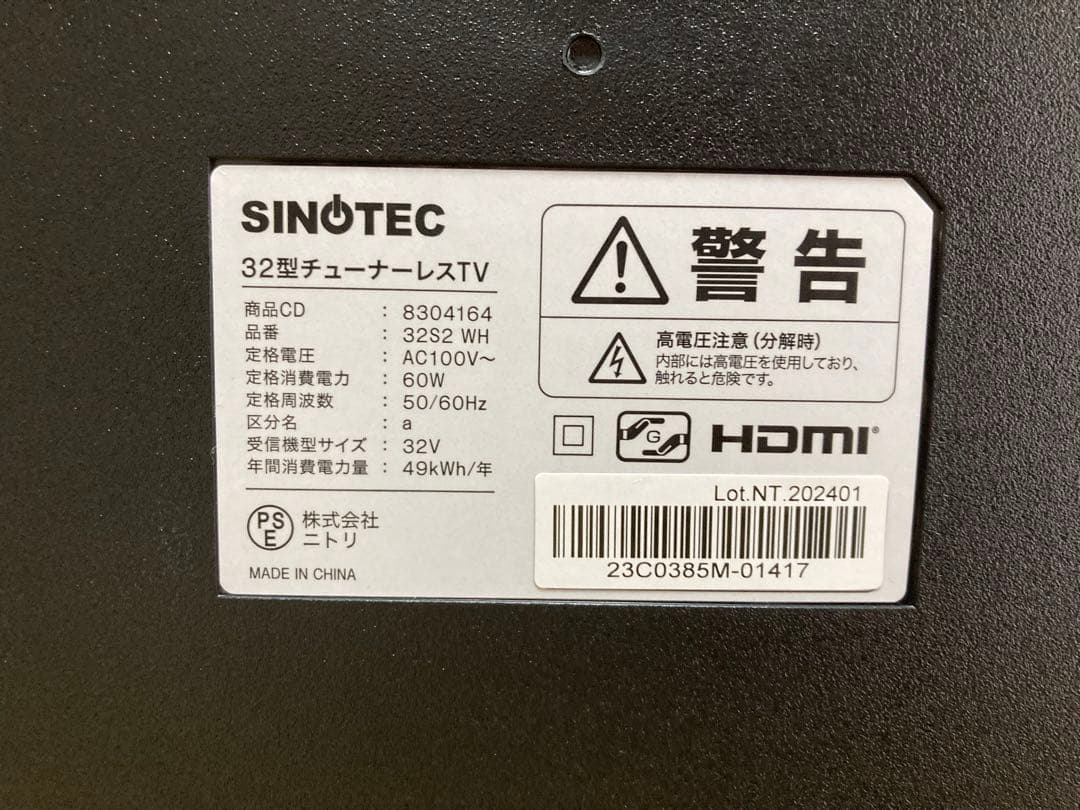 SINOTEC
32型チューナーレスTV
商品CD : 8304164
品番 : 32S2 WH
定格電圧 : AC100V～
定格消費電力 : 60W
定格周波数 : 50/60Hz
区分名 : a
受信機型サイズ : 32V
年間消費電力量 : 49kWh/年
PS
E
株式会社
ニトリ
MADE IN CHINA
警告
高電圧注意(分解時)
内部には高電圧を使用しており、
触れると危険です。
G
HDMI®
Lot.NT.202401
23C0385M-01417